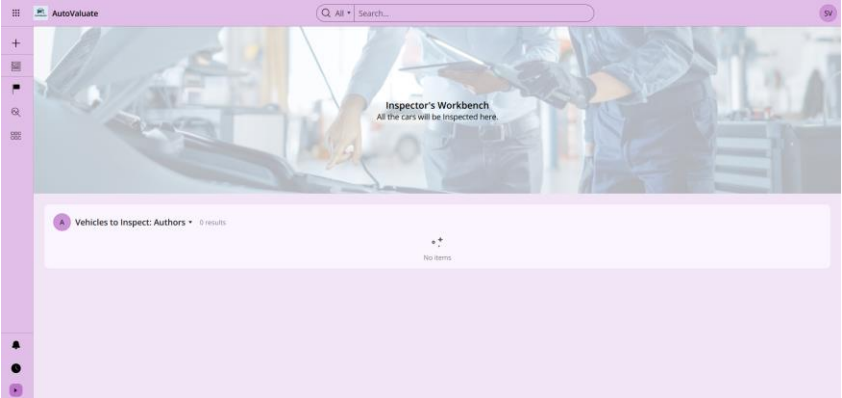 AutoValuate
All
Search...
SV
Inspector's Workbench
All the cars will be Inspected here.
A
Vehicles to Inspect: Authors
0 results
No items